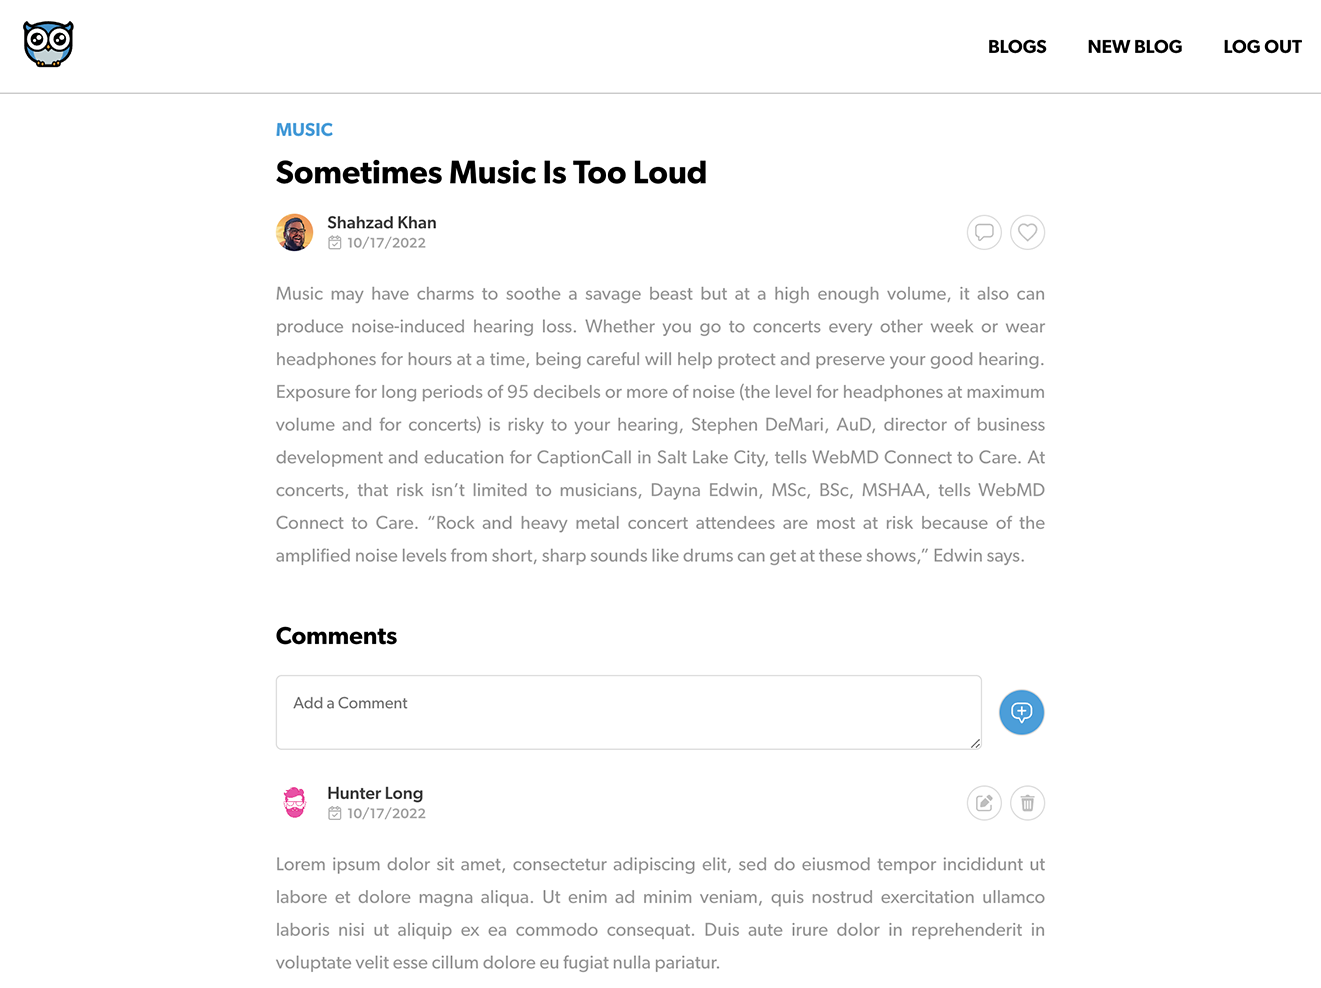 BLOGS NEW BLOG LOG OUT
MUSIC
Sometimes Music Is Too Loud
Shahzad Khan
10/17/2022
Music may have charms to soothe a savage beast but at a high enough volume, it also can
produce noise-induced hearing loss. Whether you go to concerts every other week or wear
headphones for hours at a time, being careful will help protect and preserve your good hearing.
Exposure for long periods of 95 decibels or more of noise (the level for headphones at maximum
volume and for concerts) is risky to your hearing, Stephen DeMari, AuD, director of business
development and education for CaptionCall in Salt Lake City, tells WebMD Connect to Care. At
concerts, that risk isn’t limited to musicians, Dayna Edwin, MSc, BSc, MSHAA, tells WebMD
Connect to Care. “Rock and heavy metal concert attendees are most at risk because of the
amplified noise levels from short, sharp sounds like drums can get at these shows,” Edwin says.
Comments
Add a Comment
Hunter Long
10/17/2022
Lorem ipsum dolor sit amet, consectetur adipiscing elit, sed do eiusmod tempor incididunt ut
labore et dolore magna aliqua. Ut enim ad minim veniam, quis nostrud exercitation ullamco
laboris nisi ut aliquip ex ea commodo consequat. Duis aute irure dolor in reprehenderit in
voluptate velit esse cillum dolore eu fugiat nulla pariatur.